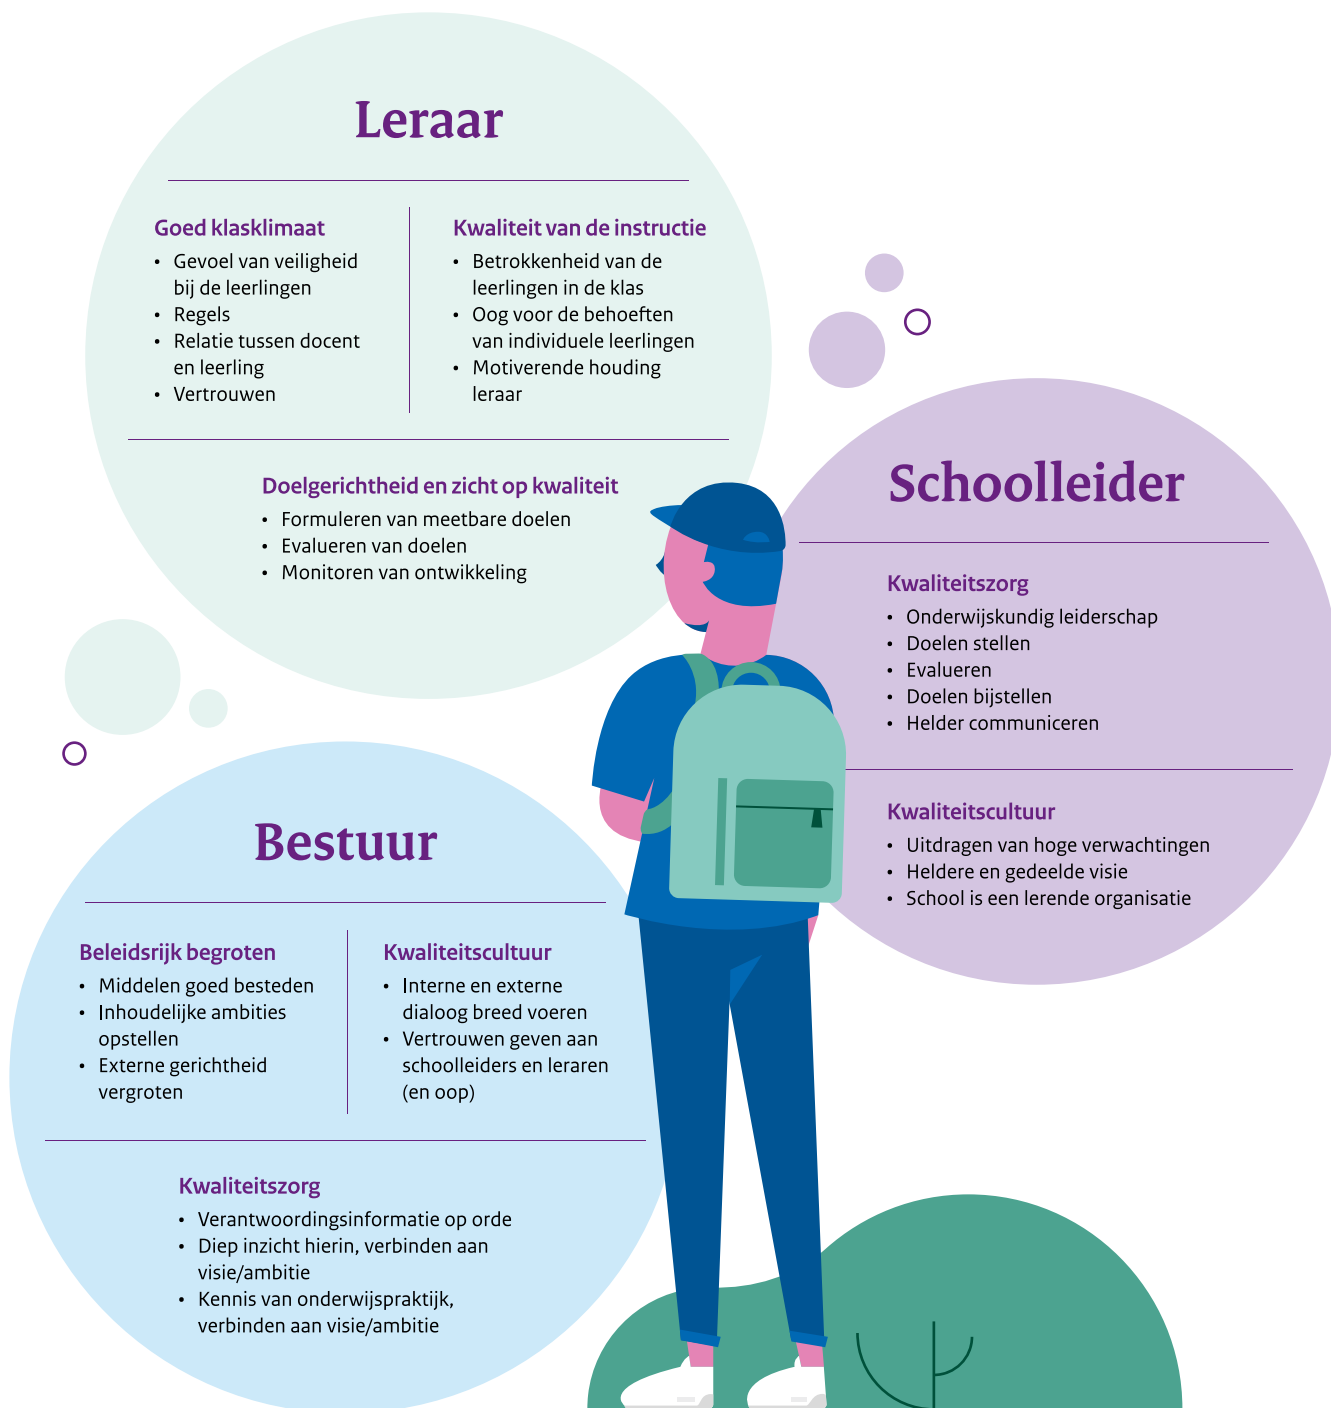 Leraar
Goed klasklimaat
• Gevoel van veiligheid
bij de leerlingen
• Regels
• Relatie tussen docent
en leerling
• Vertrouwen
Kwaliteit van de instructie
• Betrokkenheid van de
leerlingen in de klas
• Oog voor de behoeften
van individuele leerlingen
• Motiverende houding
leraar
Doelgerichtheid en zicht op kwaliteit
• Formuleren van meetbare doelen
• Evalueren van doelen
• Monitoren van ontwikkeling
Schoolleider
Kwaliteitszorg
• Onderwijskundig leiderschap
• Doelen stellen
• Evalueren
• Doelen bijstellen
• Helder communiceren
Kwaliteitscultuur
• Uitdragen van hoge verwachtingen
• Heldere en gedeelde visie
• School is een lerende organisatie
Bestuur
Beleidsrijk begroten
• Middelen goed besteden
• Inhoudelijke ambities
opstellen
• Externe gerichtheid
vergroten
Kwaliteitscultuur
• Interne en externe
dialoog breed voeren
• Vertrouwen geven aan
schoolleiders en leraren
(en oop)
Kwaliteitszorg
• Verantwoordingsinformatie op orde
• Diep inzicht hierin, verbinden aan
visie/ambitie
• Kennis van onderwijspraktijk,
verbinden aan visie/ambitie